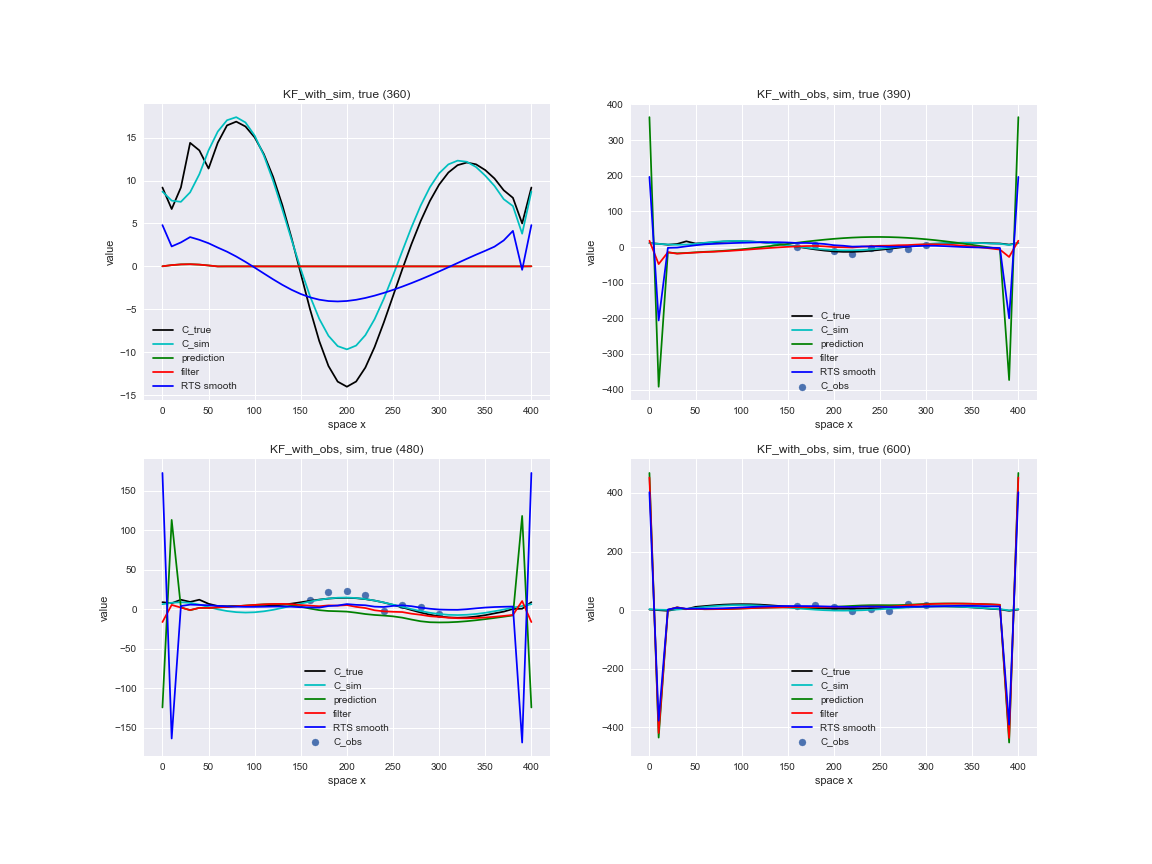 KF_with_sim, true (360)
value
15
10
5
0
−5
−10
−15
C_true
C_sim
prediction
filter
RTS smooth
0 50 100 150 200 250 300 350 400
space x
KF_with_obs, sim, true (390)
value
400
300
200
100
0
−100
−200
−300
−400
C_true
C_sim
prediction
filter
RTS smooth
C_obs
0 50 100 150 200 250 300 350 400
space x
KF_with_obs, sim, true (480)
value
150
100
50
0
−50
−100
−150
C_true
C_sim
prediction
filter
RTS smooth
C_obs
0 50 100 150 200 250 300 350 400
space x
KF_with_obs, sim, true (600)
value
400
200
0
−200
−400
C_true
C_sim
prediction
filter
RTS smooth
C_obs
0 50 100 150 200 250 300 350 400
space x